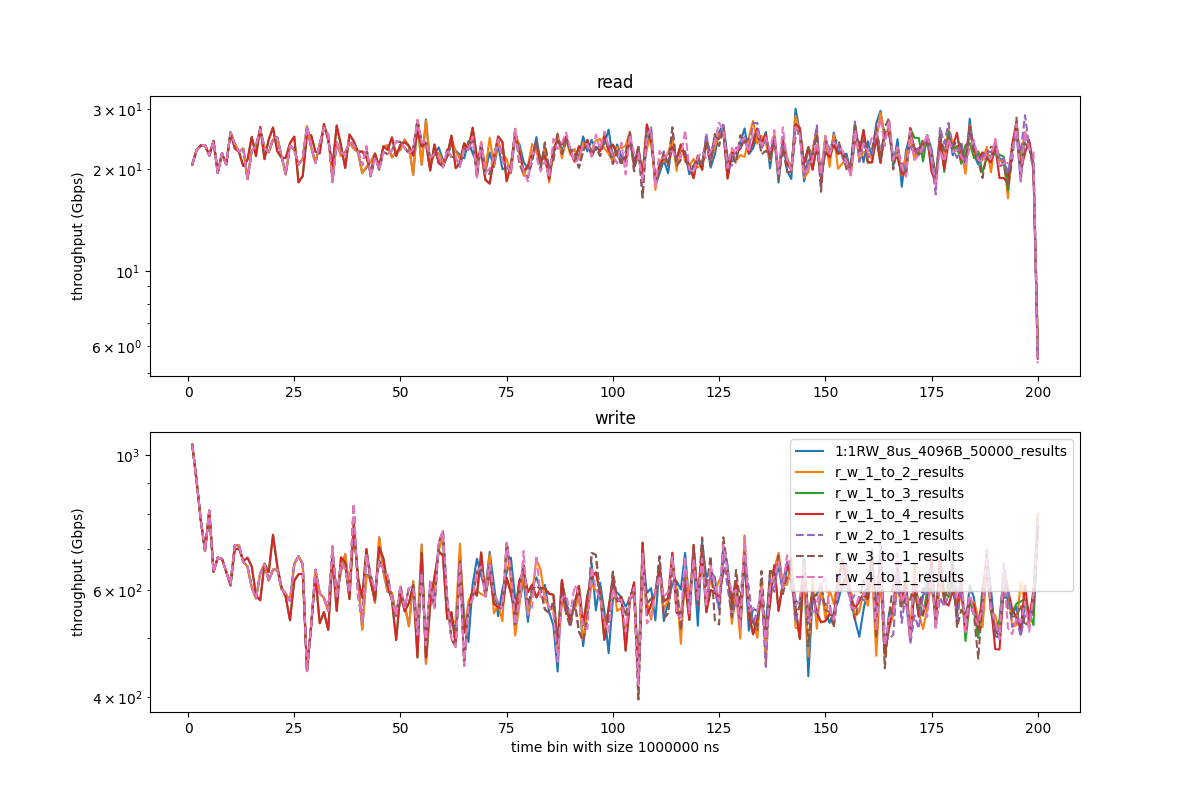 read
throughput (Gbps)
3 × 10¹
2 × 10¹
10¹
6 × 10⁰
0 25 50 75 100 125 150 175 200
write
throughput (Gbps)
10³
6 × 10²
4 × 10²
1:1RW_8us_4096B_50000_results
r_w_1_to_2_results
r_w_1_to_3_results
r_w_1_to_4_results
r_w_2_to_1_results
r_w_3_to_1_results
r_w_4_to_1_results
0 25 50 75 100 125 150 175 200
time bin with size 1000000 ns